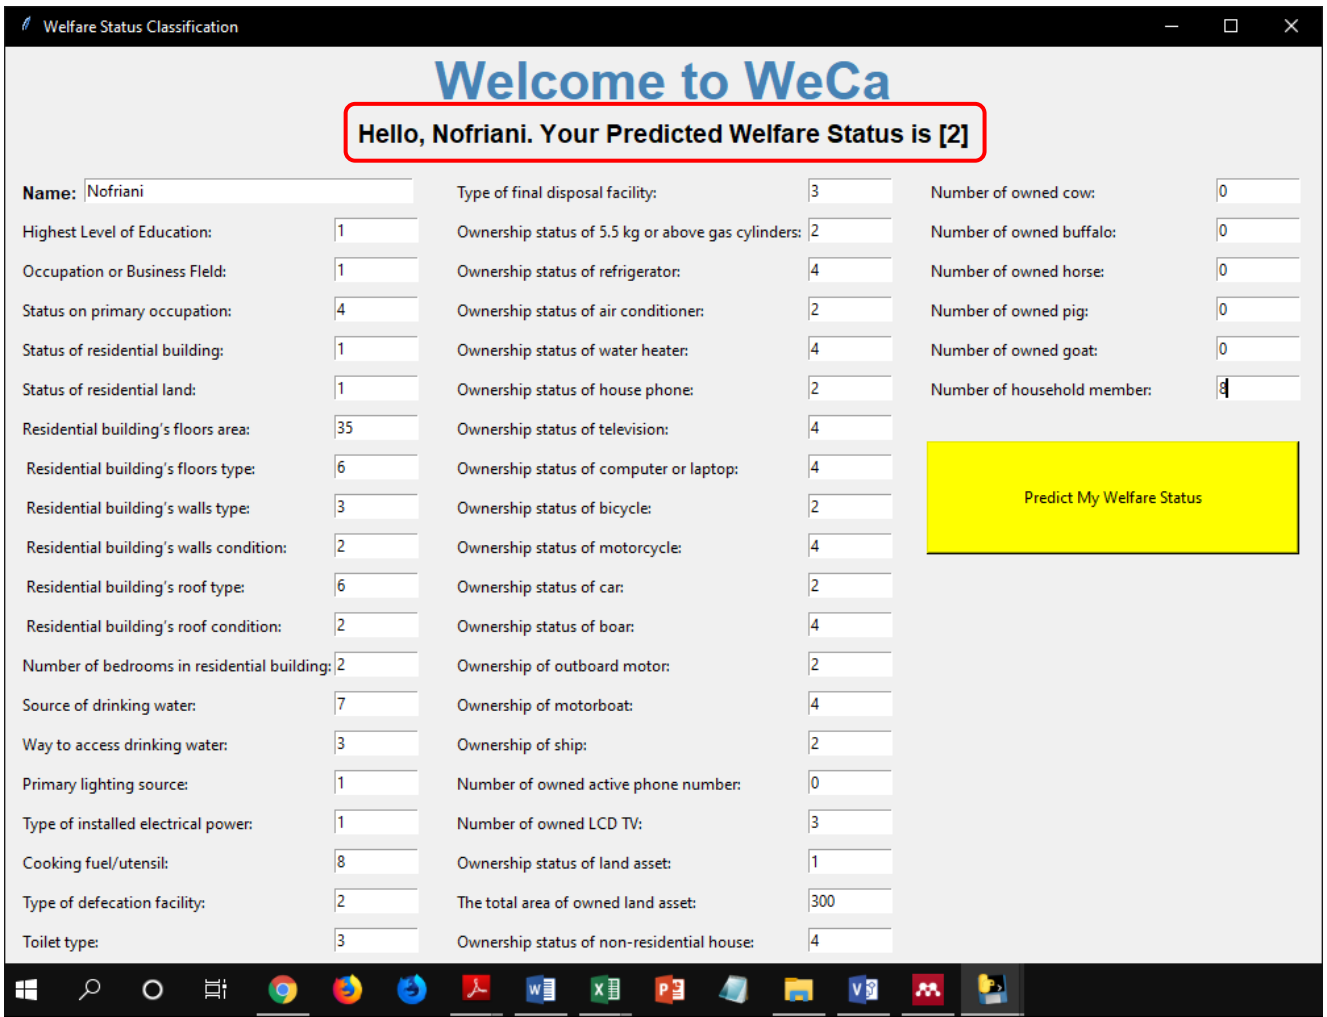 Welfare Status Classification
Welcome to WeCa
Hello, Nofriani. Your Predicted Welfare Status is [2]
Name: Nofriani
Highest Level of Education: 1
Occupation or Business FIeld: 1
Status on primary occupation: 4
Status of residential building: 1
Status of residential land: 1
Residential building's floors area: 35
Residential building's floors type: 6
Residential building's walls type: 3
Residential building's walls condition: 2
Residential building's roof type: 6
Residential building's roof condition: 2
Number of bedrooms in residential building: 2
Source of drinking water: 7
Way to access drinking water: 3
Primary lighting source: 1
Type of installed electrical power: 1
Cooking fuel/utensil: 8
Type of defecation facility: 2
Toilet type: 3
Type of final disposal facility: 3
Ownership status of 5.5 kg or above gas cylinders: 2
Ownership status of refrigerator: 4
Ownership status of air conditioner: 2
Ownership status of water heater: 4
Ownership status of house phone: 2
Ownership status of television: 4
Ownership status of computer or laptop: 4
Ownership status of bicycle: 2
Ownership status of motorcycle: 4
Ownership status of car: 2
Ownership status of boar: 4
Ownership of outboard motor: 2
Ownership of motorboat: 4
Ownership of ship: 2
Number of owned active phone number: 0
Number of owned LCD TV: 3
Ownership status of land asset: 1
The total area of owned land asset: 300
Ownership status of non-residential house: 4
Number of owned cow: 0
Number of owned buffalo: 0
Number of owned horse: 0
Number of owned pig: 0
Number of owned goat: 0
Number of household member: 8
Predict My Welfare Status